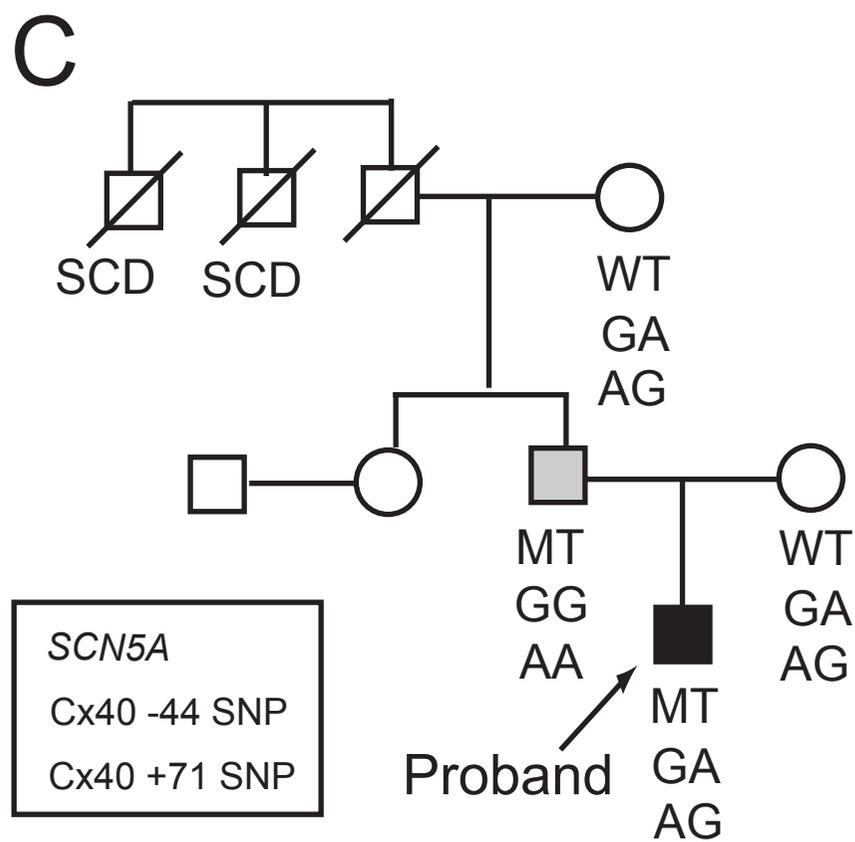 C
SCD
SCD
WT
GA
AG
MT
GG
AA
WT
GA
AG
MT
GA
AG
Proband
SCN5A
Cx40 -44 SNP
Cx40 +71 SNP